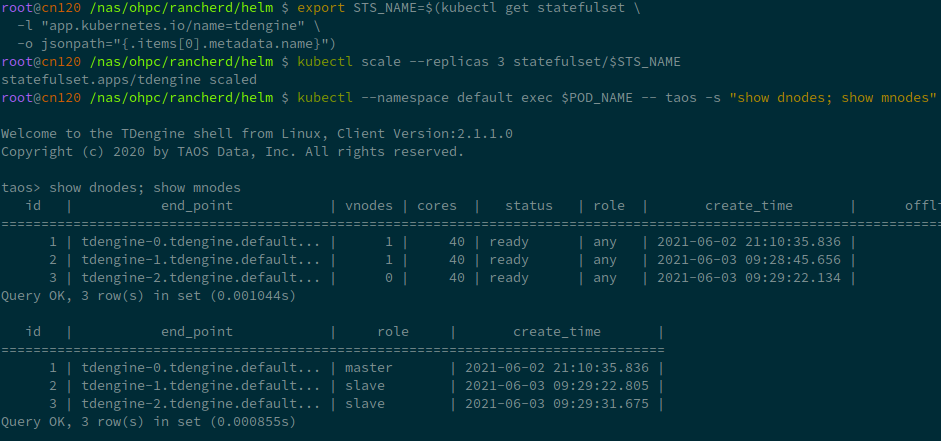 root@cn120 /nas/ohpc/rancherd/helm $ export STS_NAME=$(kubectl get statefulset \
  -l "app.kubernetes.io/name=tdengine" \
  -o jsonpath="{.items[0].metadata.name}")
root@cn120 /nas/ohpc/rancherd/helm $ kubectl scale --replicas 3 statefulset/$STS_NAME
statefulset.apps/tdengine scaled
root@cn120 /nas/ohpc/rancherd/helm $ kubectl --namespace default exec $POD_NAME -- taos -s "show dnodes; show mnodes"
Welcome to the TDengine shell from Linux, Client Version:2.1.1.0
Copyright (c) 2020 by TAOS Data, Inc. All rights reserved.
taos> show dnodes; show mnodes
   id   |           end_point            | vnodes | cores  |   status   | role  |       create_time       |      offli
======================================================================================================================
      1 | tdengine-0.tdengine.default... |      1 |     40 | ready      | any   | 2021-06-02 21:10:35.836 |
      2 | tdengine-1.tdengine.default... |      1 |     40 | ready      | any   | 2021-06-03 09:28:45.656 |
      3 | tdengine-2.tdengine.default... |      0 |     40 | ready      | any   | 2021-06-03 09:29:22.134 |
Query OK, 3 row(s) in set (0.001044s)
   id   |           end_point            |     role     |       create_time       |
=================================================================================
      1 | tdengine-0.tdengine.default... | master       | 2021-06-02 21:10:35.836 |
      2 | tdengine-1.tdengine.default... | slave        | 2021-06-03 09:29:22.805 |
      3 | tdengine-2.tdengine.default... | slave        | 2021-06-03 09:29:31.675 |
Query OK, 3 row(s) in set (0.000855s)